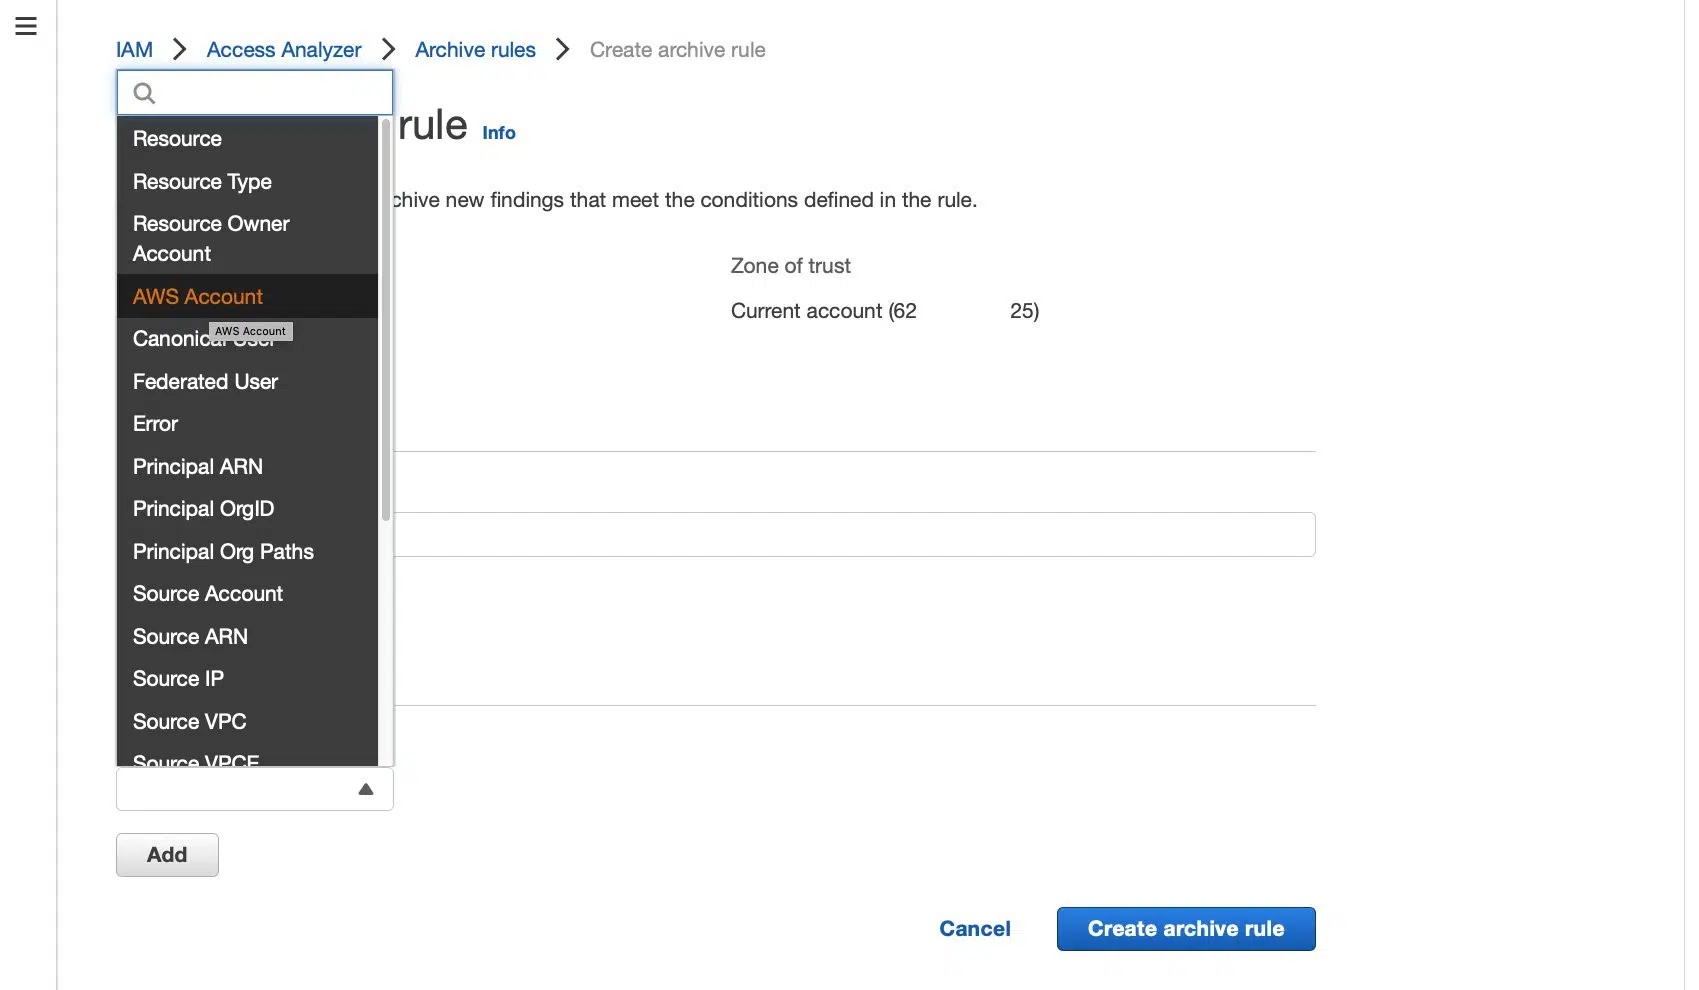 IAM > Access Analyzer > Archive rules > Create archive rule
rule Info
chive new findings that meet the conditions defined in the rule.
Resource
Resource Type
Resource Owner
Account
AWS Account
AWS Account
Canonical User
Federated User
Error
Principal ARN
Principal OrgID
Principal Org Paths
Source Account
Source ARN
Source IP
Source VPC
Source VPCE
Zone of trust
Current account (62 25)
Add
Cancel
Create archive rule